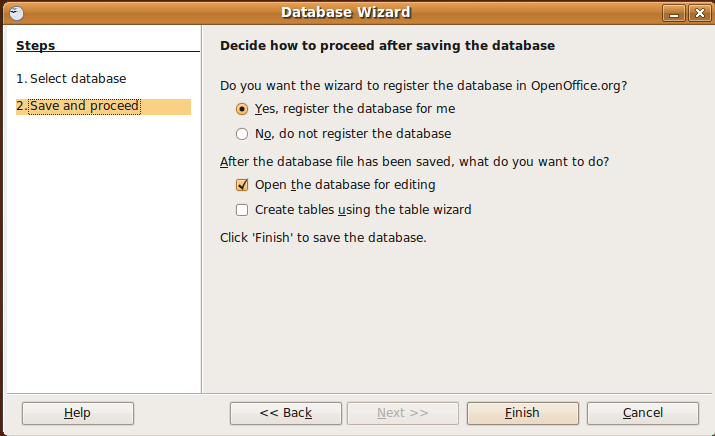 Database Wizard
Steps
1. Select database
2. Save and proceed
Decide how to proceed after saving the database
Do you want the wizard to register the database in OpenOffice.org?
Yes, register the database for me
No, do not register the database
After the database file has been saved, what do you want to do?
Open the database for editing
Create tables using the table wizard
Click 'Finish' to save the database.
Help
<< Back
Next >>
Finish
Cancel